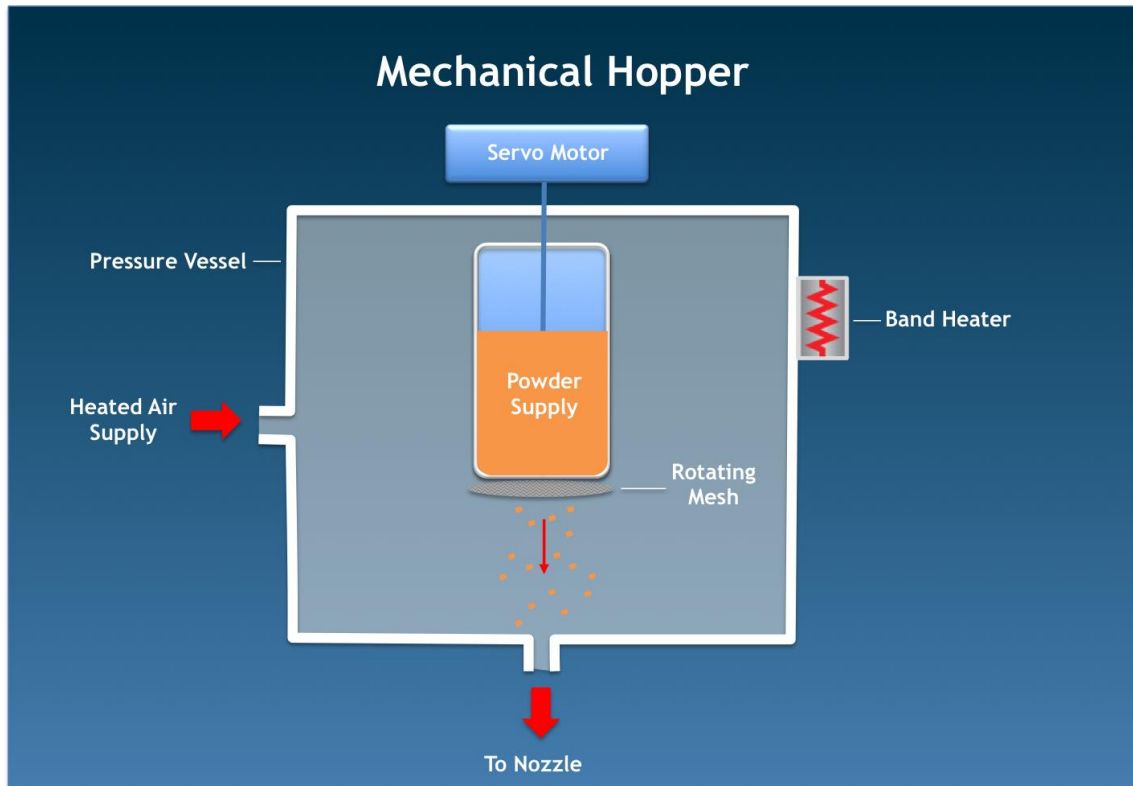 Mechanical Hopper
Servo Motor
Pressure Vessel
Band Heater
Powder
Supply
Heated Air
Supply
Rotating
Mesh
To Nozzle